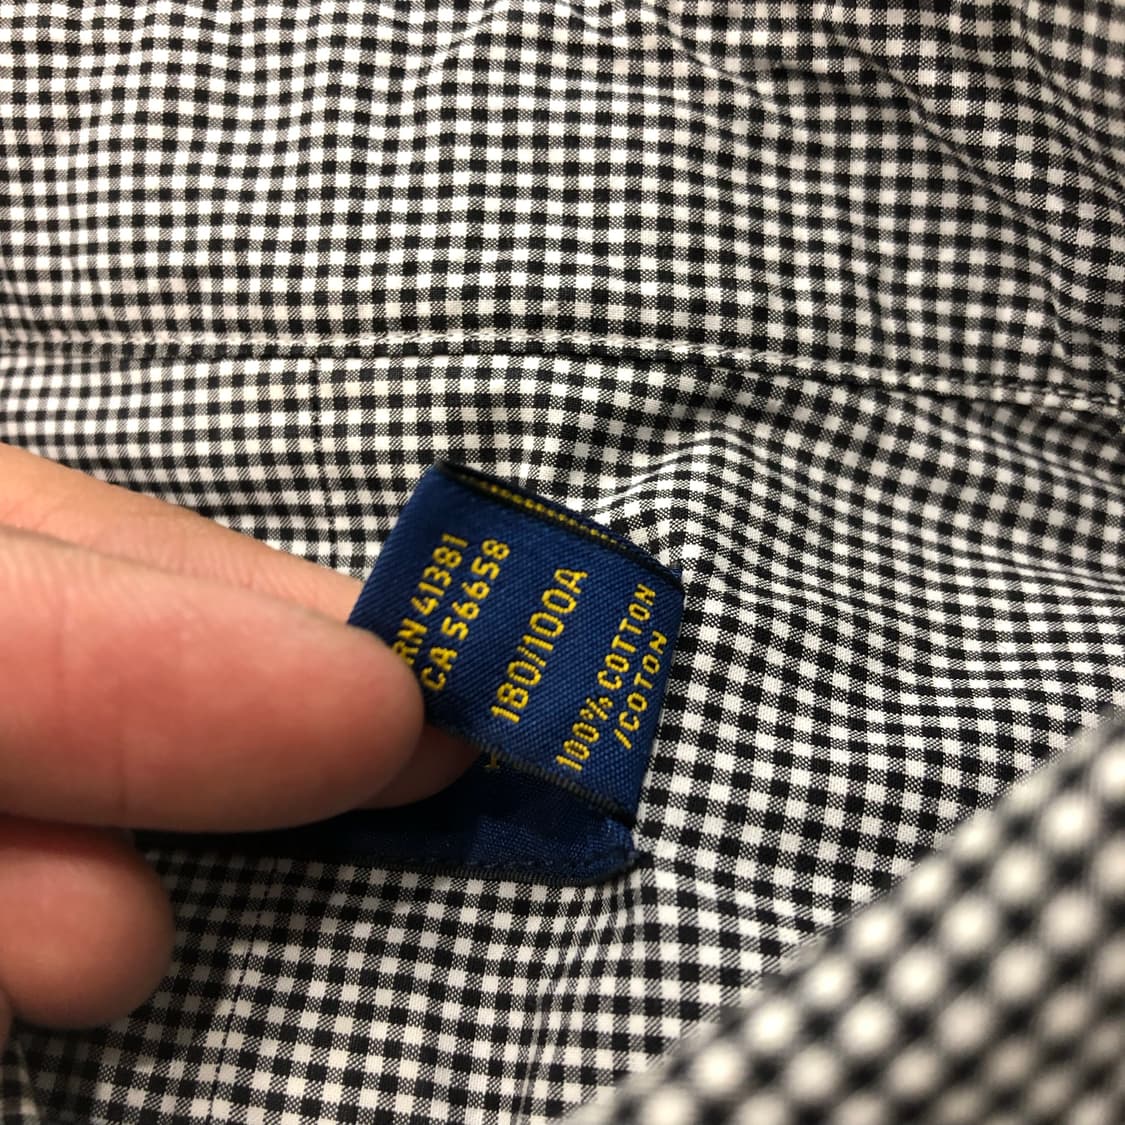 RN 41381
CA 56658
180/100A
100% COTTON
/COTON